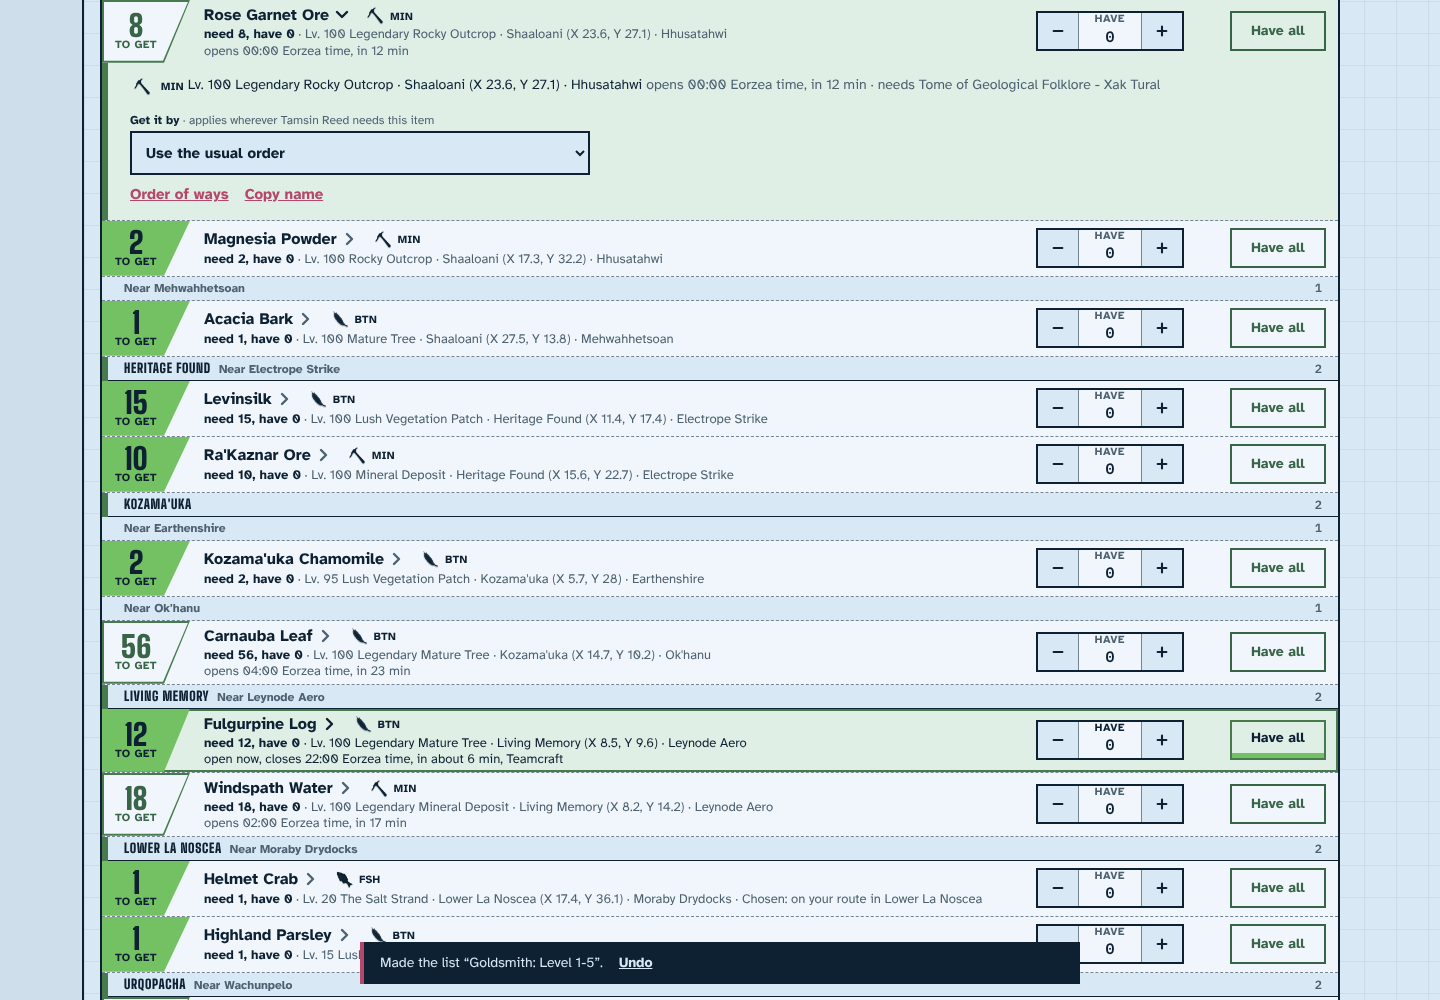 8
TO GET
Rose Garnet Ore MIN
need 8, have 0 · Lv. 100 Legendary Rocky Outcrop · Shaaloani (X 23.6, Y 27.1) · Hhusatahwi
opens 00:00 Eorzea time, in 12 min
HAVE
− 0 +
Have all
MIN Lv. 100 Legendary Rocky Outcrop · Shaaloani (X 23.6, Y 27.1) · Hhusatahwi opens 00:00 Eorzea time, in 12 min · needs Tome of Geological Folklore - Xak Tural
Get it by · applies wherever Tamsin Reed needs this item
Use the usual order
Order of ways Copy name
2
TO GET
Magnesia Powder MIN
need 2, have 0 · Lv. 100 Rocky Outcrop · Shaaloani (X 17.3, Y 32.2) · Hhusatahwi
HAVE
− 0 +
Have all
Near Mehwahhetsoan 1
1
TO GET
Acacia Bark BTN
need 1, have 0 · Lv. 100 Mature Tree · Shaaloani (X 27.5, Y 13.8) · Mehwahhetsoan
HAVE
− 0 +
Have all
HERITAGE FOUND Near Electrope Strike 2
15
TO GET
Levinsilk BTN
need 15, have 0 · Lv. 100 Lush Vegetation Patch · Heritage Found (X 11.4, Y 17.4) · Electrope Strike
HAVE
− 0 +
Have all
10
TO GET
Ra'Kaznar Ore MIN
need 10, have 0 · Lv. 100 Mineral Deposit · Heritage Found (X 15.6, Y 22.7) · Electrope Strike
HAVE
− 0 +
Have all
KOZAMA'UKA 2
Near Earthenshire 1
2
TO GET
Kozama'uka Chamomile BTN
need 2, have 0 · Lv. 95 Lush Vegetation Patch · Kozama'uka (X 5.7, Y 28) · Earthenshire
HAVE
− 0 +
Have all
Near Ok'hanu 1
56
TO GET
Carnauba Leaf BTN
need 56, have 0 · Lv. 100 Legendary Mature Tree · Kozama'uka (X 14.7, Y 10.2) · Ok'hanu
opens 04:00 Eorzea time, in 23 min
HAVE
− 0 +
Have all
LIVING MEMORY Near Leynode Aero 2
12
TO GET
Fulgurpine Log BTN
need 12, have 0 · Lv. 100 Legendary Mature Tree · Living Memory (X 8.5, Y 9.6) · Leynode Aero
open now, closes 22:00 Eorzea time, in about 6 min, Teamcraft
HAVE
− 0 +
Have all
18
TO GET
Windspath Water MIN
need 18, have 0 · Lv. 100 Legendary Mineral Deposit · Living Memory (X 8.2, Y 14.2) · Leynode Aero
opens 02:00 Eorzea time, in 17 min
HAVE
− 0 +
Have all
LOWER LA NOSCEA Near Moraby Drydocks 2
1
TO GET
Helmet Crab FSH
need 1, have 0 · Lv. 20 The Salt Strand · Lower La Noscea (X 17.4, Y 36.1) · Moraby Drydocks · Chosen: on your route in Lower La Noscea
HAVE
− 0 +
Have all
1
TO GET
Highland Parsley BTN
need 1, have 0 · Lv. 15
HAVE
0 +
Have all
Made the list “Goldsmith: Level 1-5”. Undo
URQOPACHA Near Wachunpelo 2